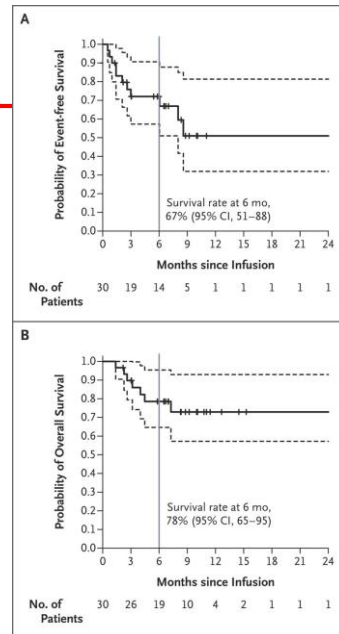 A
Probability of Event-free Survival
1.0
0.9
0.8
0.7
0.6
0.5
0.4
0.3
0.2
0.1
0.0
Survival rate at 6 mo,
67% (95% CI, 51–88)
0 3 6 9 12 15 18 21 24
Months since Infusion
No. of
Patients
30 19 14 5 1 1 1 1 1
B
Probability of Overall Survival
1.0
0.9
0.8
0.7
0.6
0.5
0.4
0.3
0.2
0.1
0.0
Survival rate at 6 mo,
78% (95% CI, 65–95)
0 3 6 9 12 15 18 21 24
Months since Infusion
No. of
Patients
30 26 19 10 4 2 1 1 1